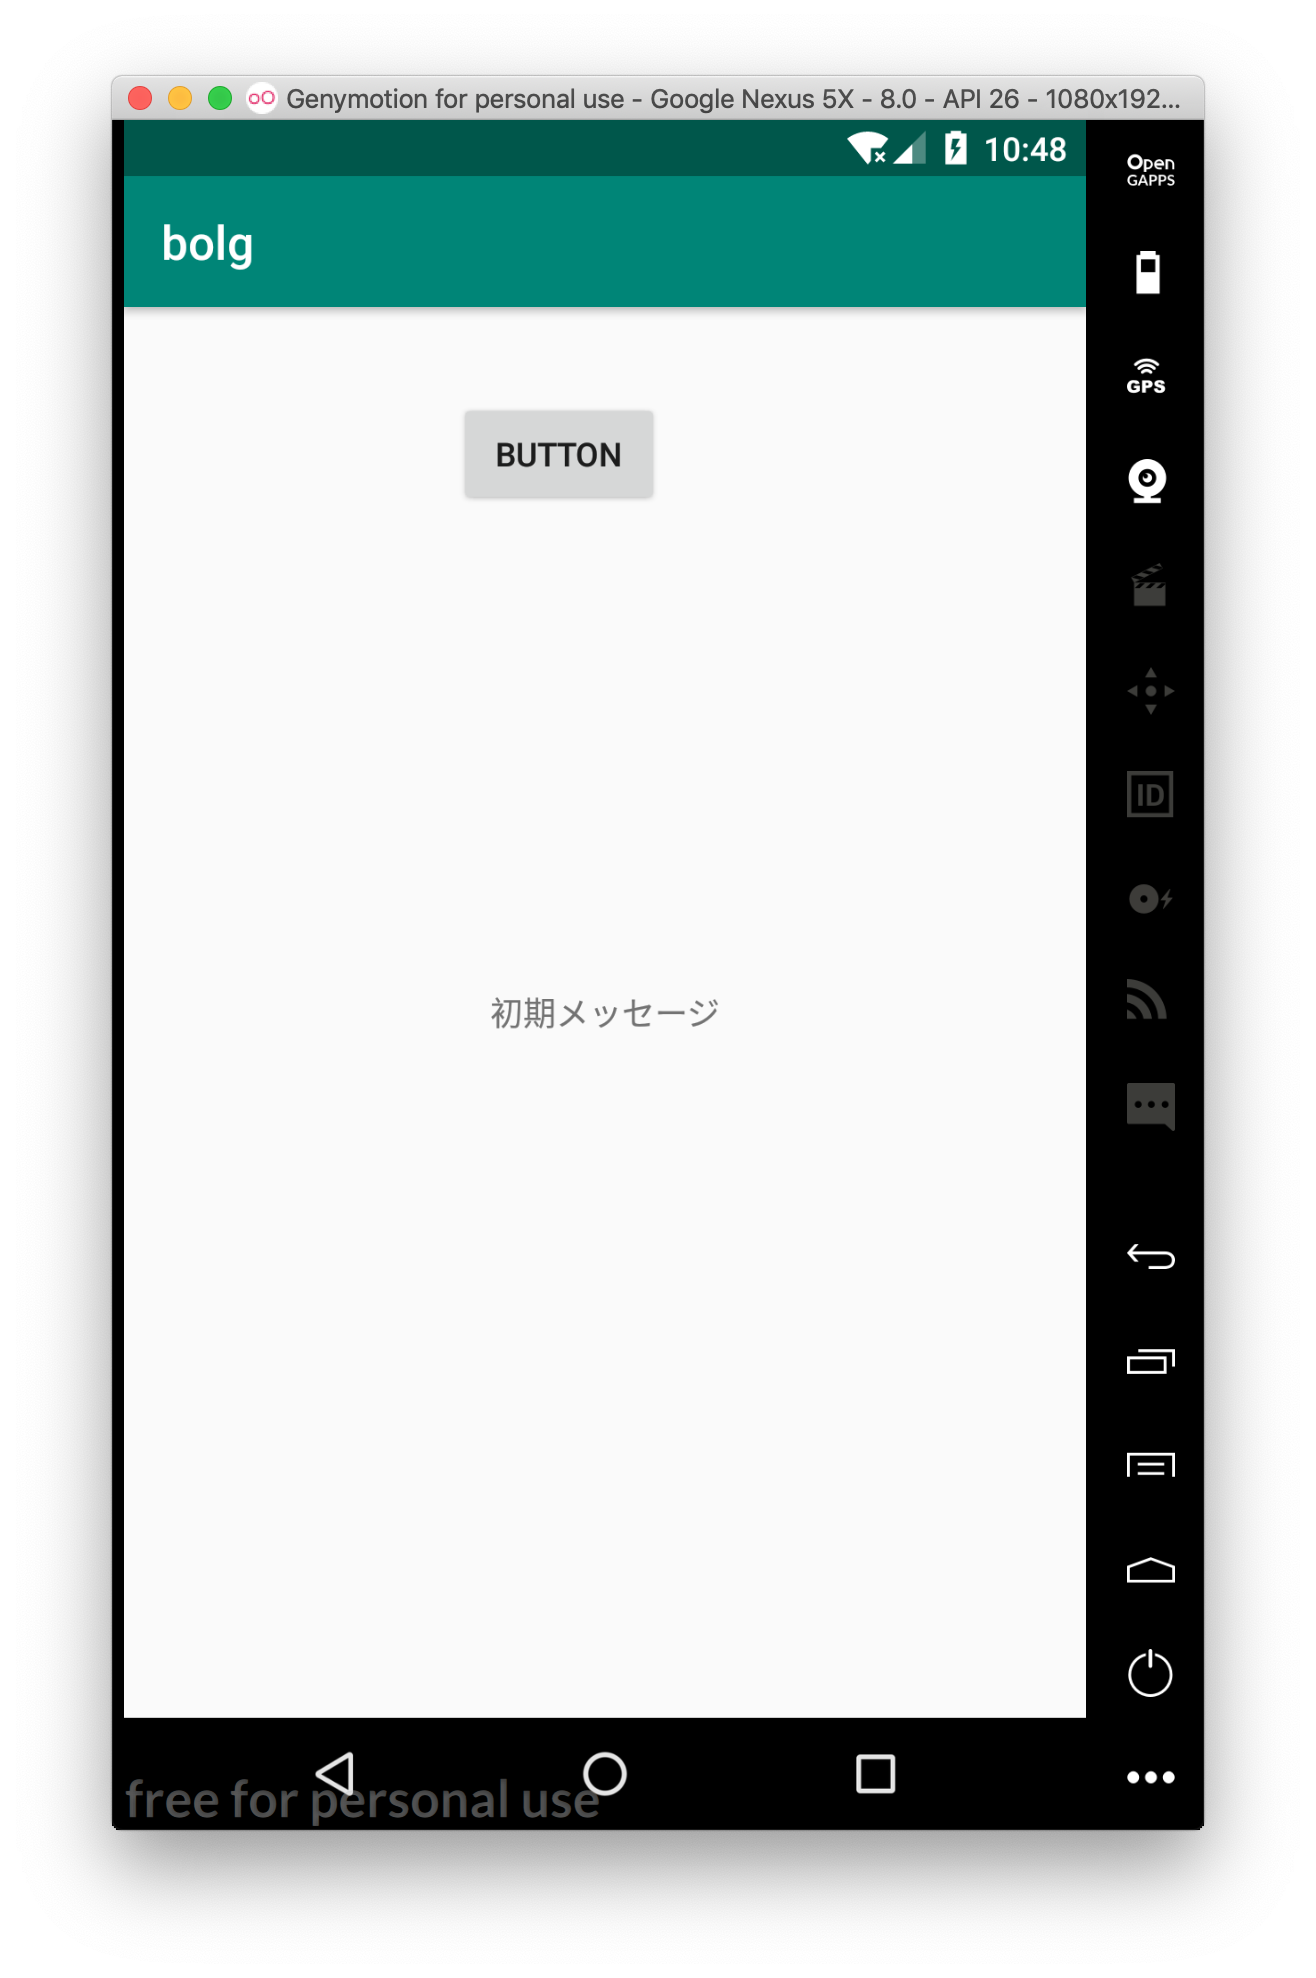 Genymotion for personal use - Google Nexus 5X - 8.0 - API 26 - 1080x192...
10:48
Open
GAPPS
bolg
GPS
BUTTON
ID
初期メッセージ
free for personal use